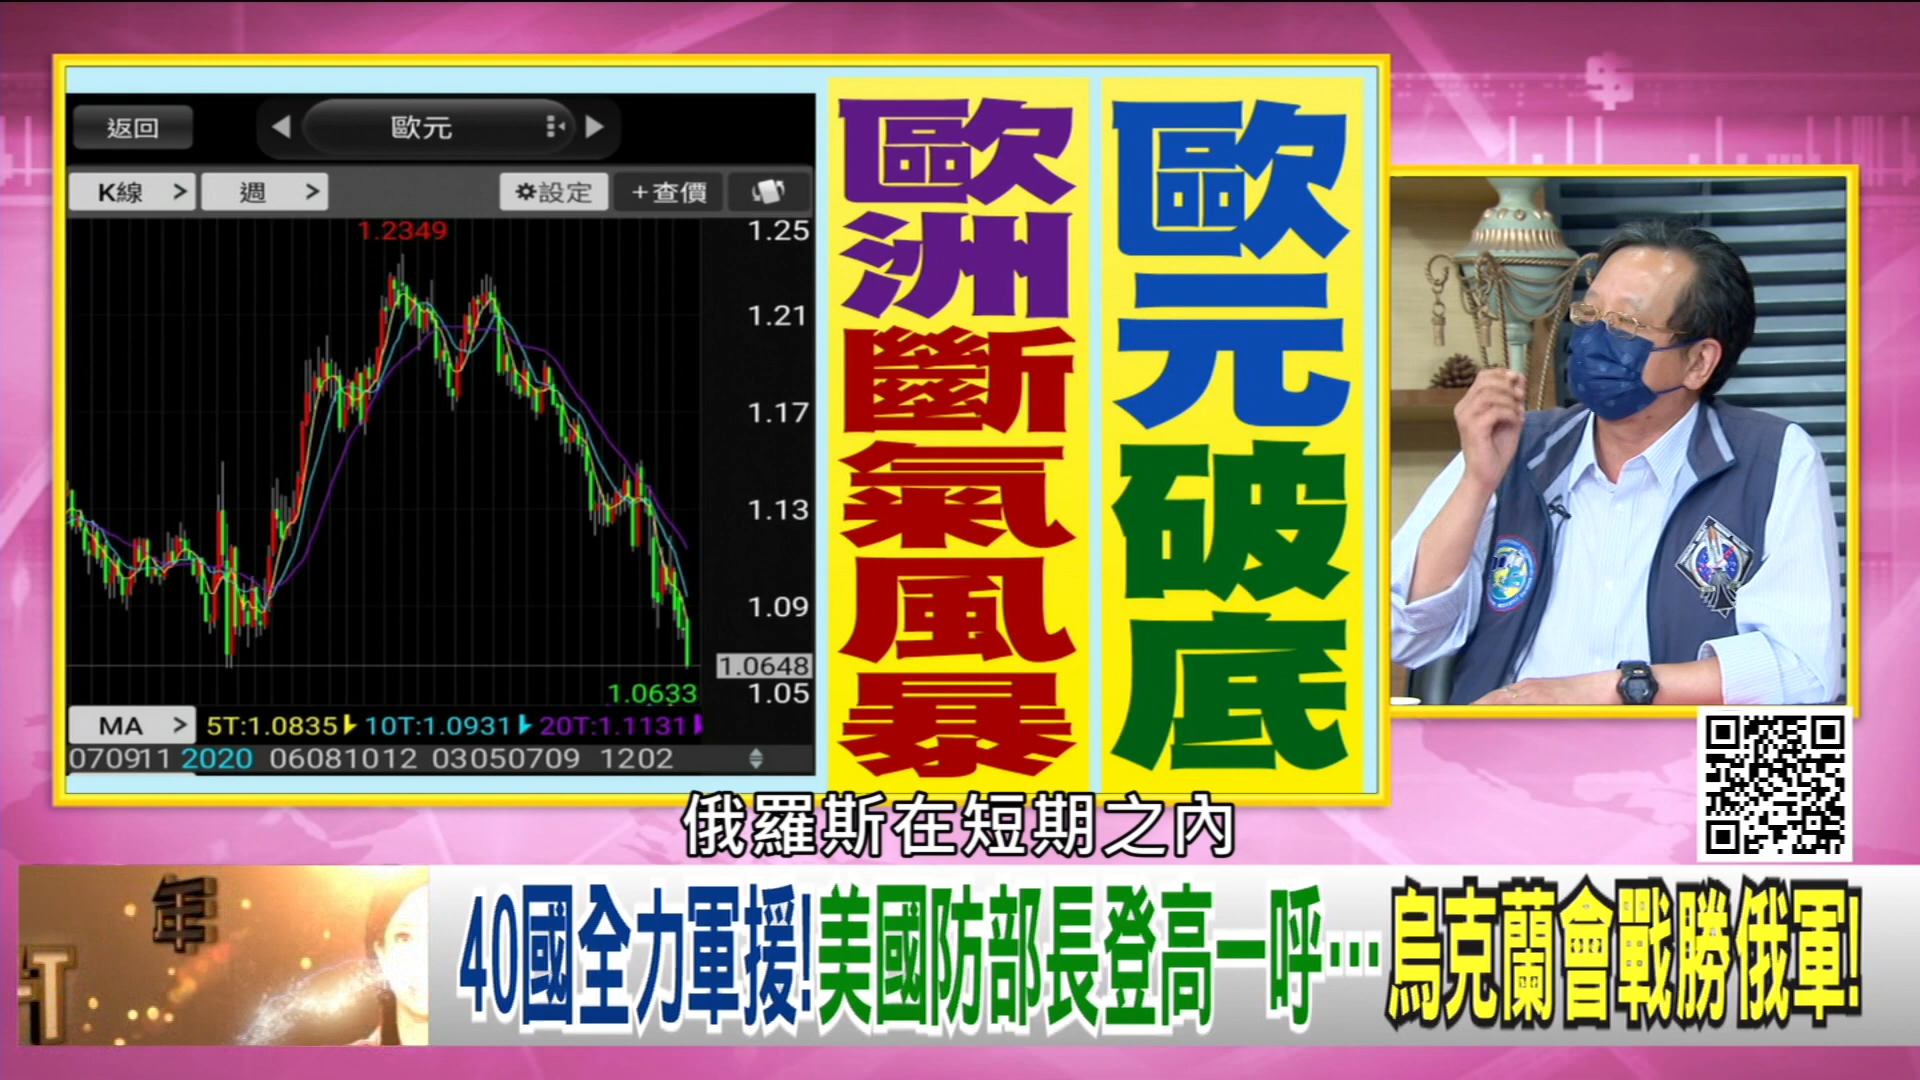 返回
歐元
K線 >
週 >
設定
+查價
1.2349
1.25
1.21
1.17
1.13
1.09
1.0648
1.05
1.0633
MA >
5T:1.0835
10T:1.0931
20T:1.1131
070911 2020 06081012 03050709 1202
歐元破底
歐洲斷氣風暴
俄羅斯在短期之內
年
40國全力軍援!美國防部長登高一呼…烏克蘭會戰勝俄軍!